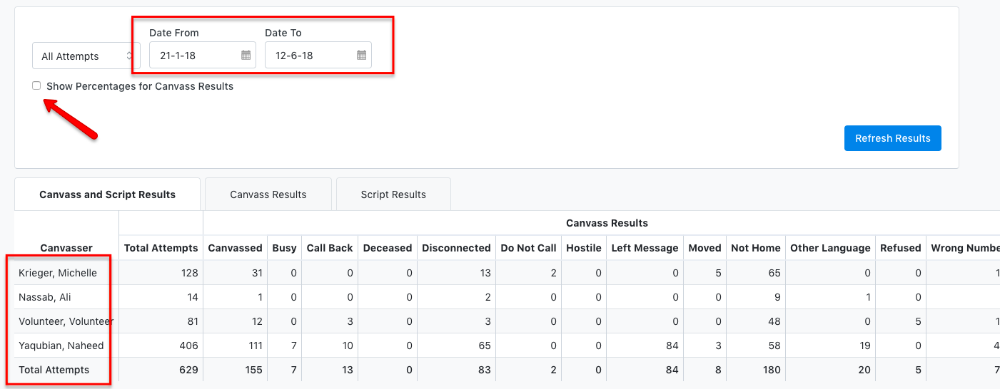 Date From Date To
All Attempts 21-1-18 12-6-18
Show Percentages for Canvass Results
Refresh Results
Canvass and Script Results Canvass Results Script Results
Canvass Results
Canvasser Total Attempts Canvassed Busy Call Back Deceased Disconnected Do Not Call Hostile Left Message Moved Not Home Other Language Refused Wrong Numbe
Krieger, Michelle 128 31 0 0 0 13 2 0 0 5 65 0 0 1
Nassab, Ali 14 1 0 0 0 2 0 0 0 0 9 1 0
Volunteer, Volunteer 81 12 0 3 0 3 0 0 0 0 48 0 5 1
Yaqubian, Naheed 406 111 7 10 0 65 0 0 84 3 58 19 0 4
Total Attempts 629 155 7 13 0 83 2 0 84 8 180 20 5 7